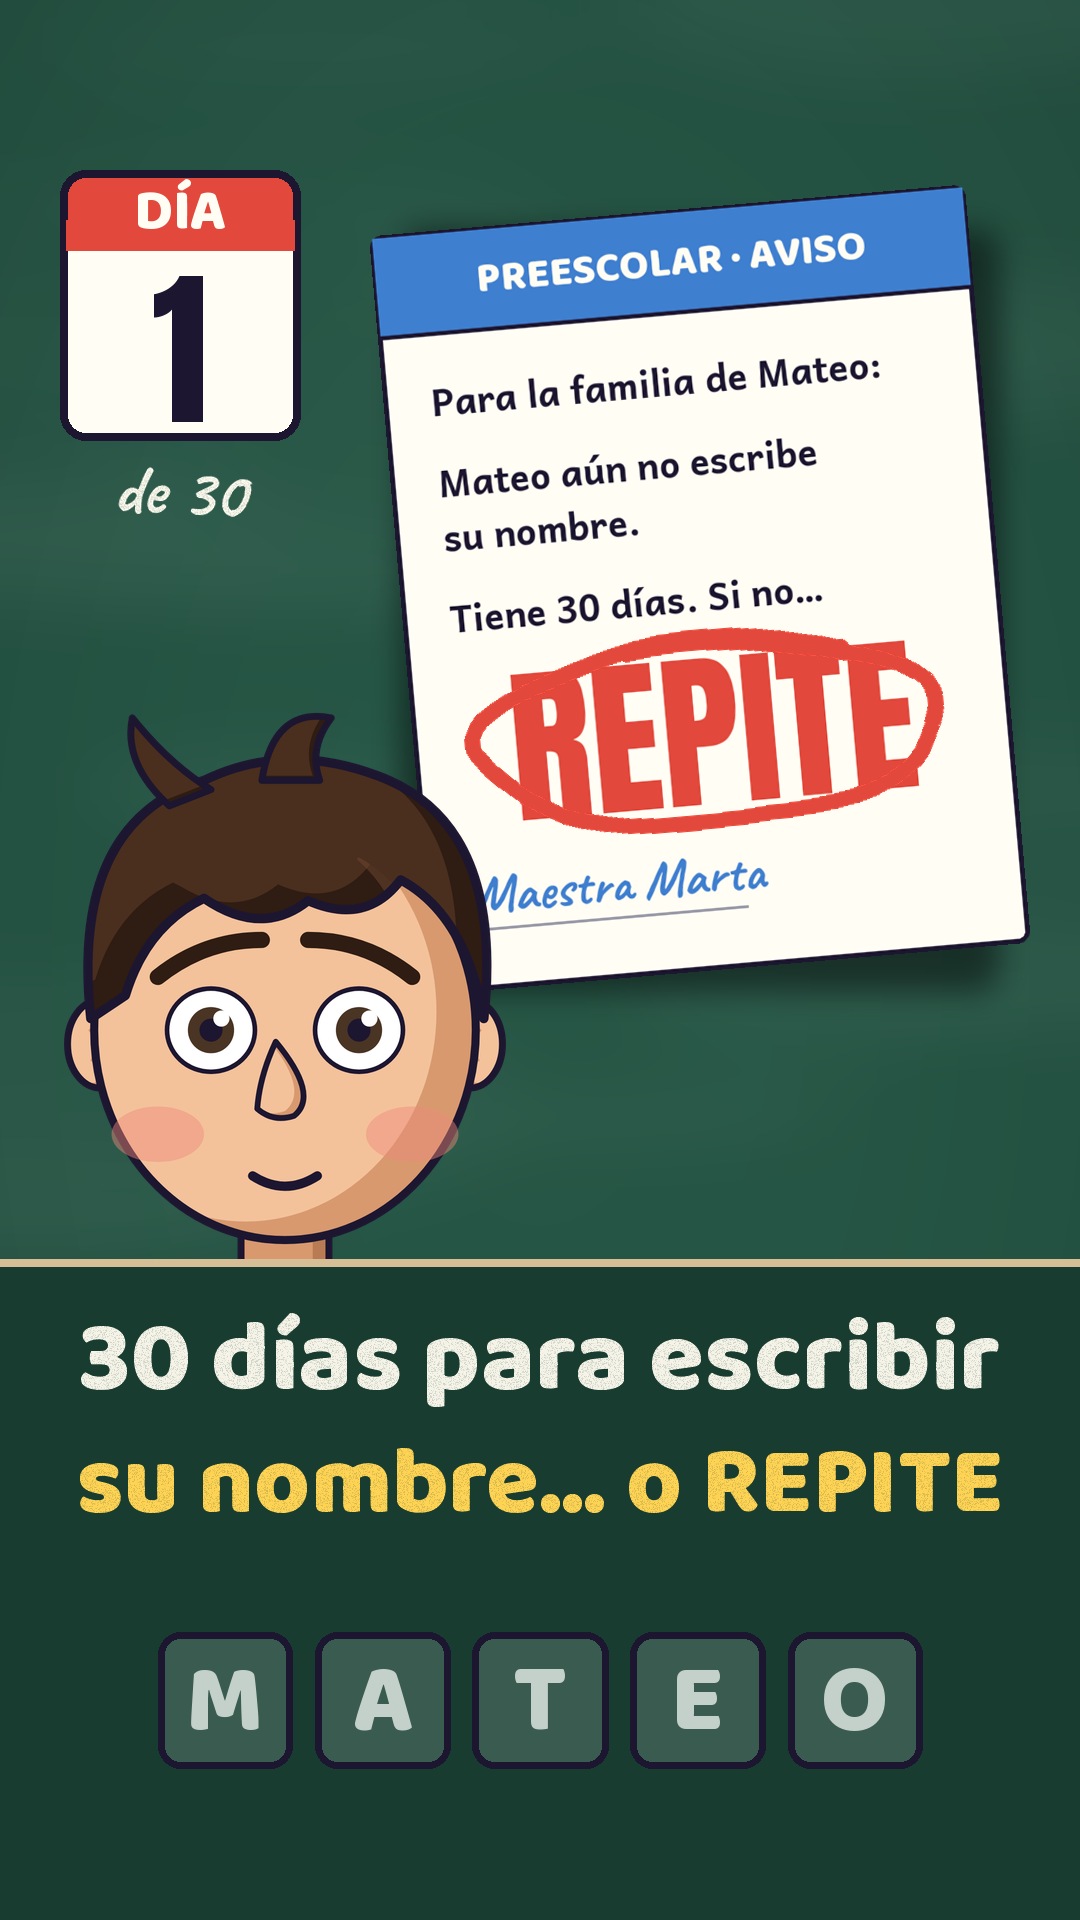 DÍA
1
de 30
PREESCOLAR · AVISO
Para la familia de Mateo:
Mateo aún no escribe
su nombre.
Tiene 30 días. Si no...
REPITE
Maestra Marta
30 días para escribir
su nombre... o REPITE
M A T E O